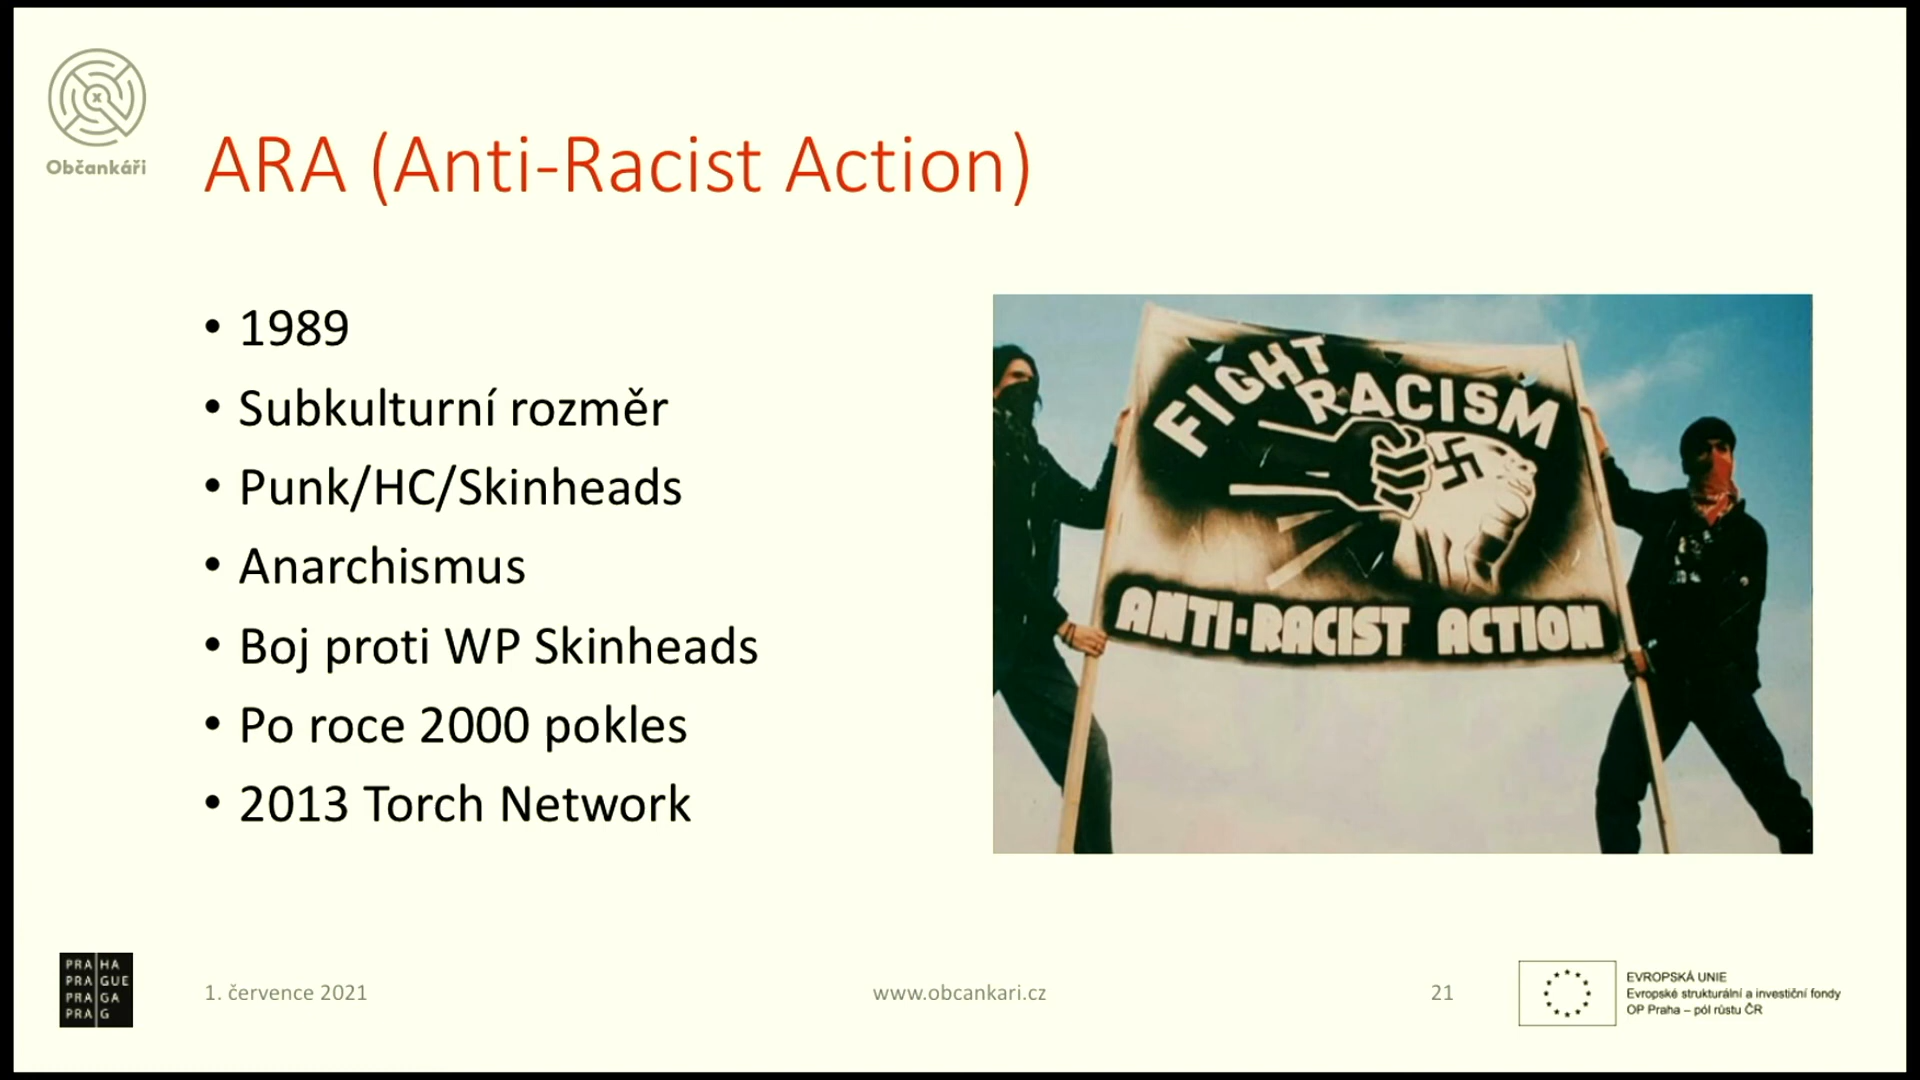 Občankáři
ARA (Anti-Racist Action)
• 1989
• Subkulturní rozměr
• Punk/HC/Skinheads
• Anarchismus
• Boj proti WP Skinheads
• Po roce 2000 pokles
• 2013 Torch Network
FIGHT
RACISM
ANTI-RACIST ACTION
PRA HA
PRA GUE
PRA GA
PRA G
1. července 2021
www.obcankari.cz
21
EVROPSKÁ UNIE
Evropské strukturální a investiční fondy
OP Praha – pól růstu ČR